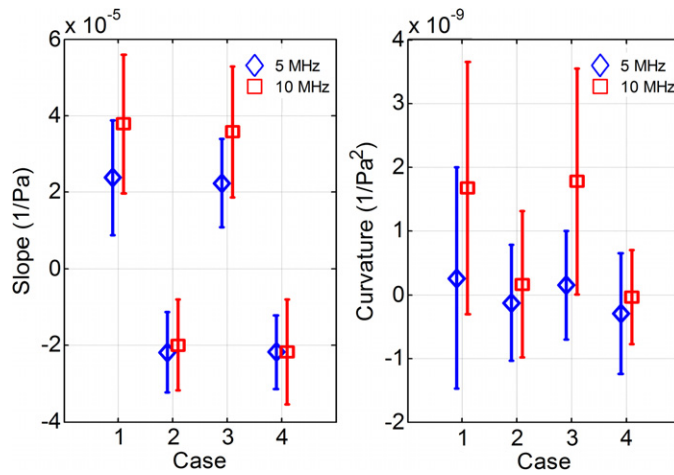 x 10⁻⁵
6
4
2
0
-2
-4
Slope (1/Pa)
5 MHz
10 MHz
1 2 3 4
Case
x 10⁻⁹
4
3
2
1
0
-1
-2
Curvature (1/Pa²)
5 MHz
10 MHz
1 2 3 4
Case